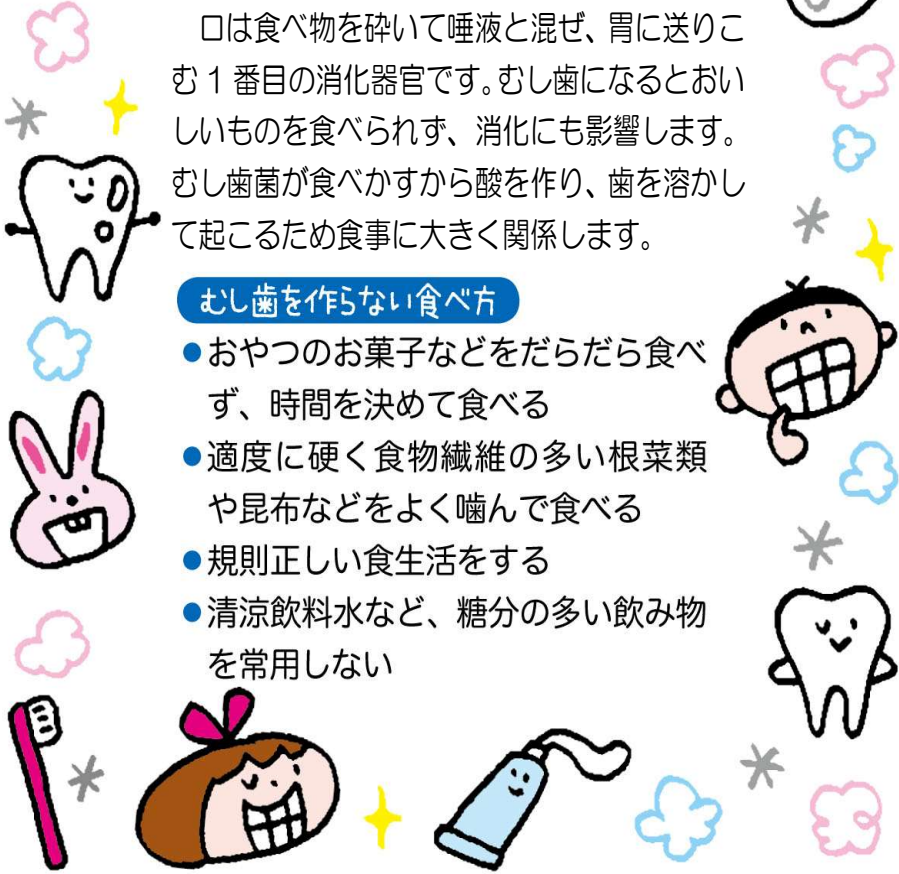 口は食べ物を砕いて唾液と混ぜ、胃に送りこ
む1番目の消化器官です。むし歯になるとおい
しいものを食べられず、消化にも影響します。
むし歯菌が食べかすから酸を作り、歯を溶かし
て起こるため食事に大きく関係します。
むし歯を作らない食べ方
●おやつのお菓子などをだらだら食べ
ず、時間を決めて食べる
●適度に硬く食物繊維の多い根菜類
や昆布などをよく噛んで食べる
●規則正しい食生活をする
●清涼飲料水など、糖分の多い飲み物
を常用しない